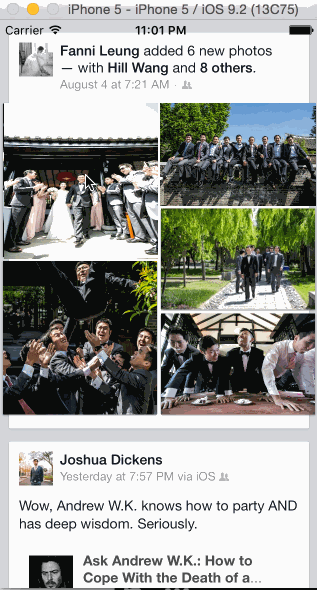 iPhone 5 - iPhone 5 / iOS 9.2 (13C75)
Carrier 11:01 PM
Fanni Leung added 6 new photos
— with Hill Wang and 8 others.
August 4 at 7:21 AM ·
Joshua Dickens
Yesterday at 7:57 PM via iOS
Wow, Andrew W.K. knows how to party AND
has deep wisdom. Seriously.
Ask Andrew W.K.: How to
Cope With the Death of a...